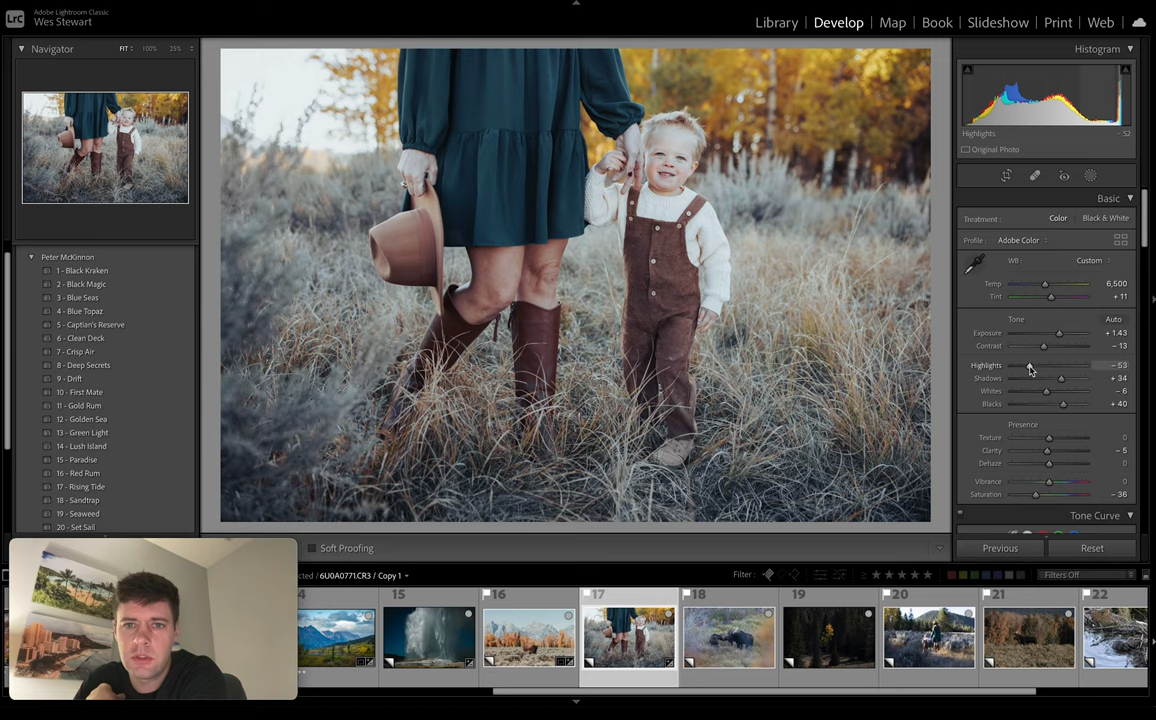 LrC
Adobe Lightroom Classic
Wes Stewart
Library | Develop | Map | Book | Slideshow | Print | Web
Navigator FIT 100% 25%
Peter McKinnon
1 - Black Kraken
2 - Black Magic
3 - Blue Seas
4 - Blue Topaz
5 - Captian's Reserve
6 - Clean Deck
7 - Crisp Air
8 - Deep Secrets
9 - Drift
10 - First Mate
11 - Gold Rum
12 - Golden Sea
13 - Green Light
14 - Lush Island
15 - Paradise
16 - Red Rum
17 - Rising Tide
18 - Sandtrap
19 - Seaweed
20 - Set Sail
Histogram
Highlights - 52
Original Photo
Basic
Treatment : Color Black & White
Profile : Adobe Color
WB : Custom
Temp 6,500
Tint + 11
Tone Auto
Exposure + 1.43
Contrast - 13
Highlights - 53
Shadows + 34
Whites - 6
Blacks + 40
Presence
Texture 0
Clarity - 5
Dehaze 0
Vibrance 0
Saturation - 36
Tone Curve
Previous Reset
Soft Proofing
cted / 6U0A0771.CR3 / Copy 1
Filter : Filters Off
4 15 16 17 18 19 20 21 22